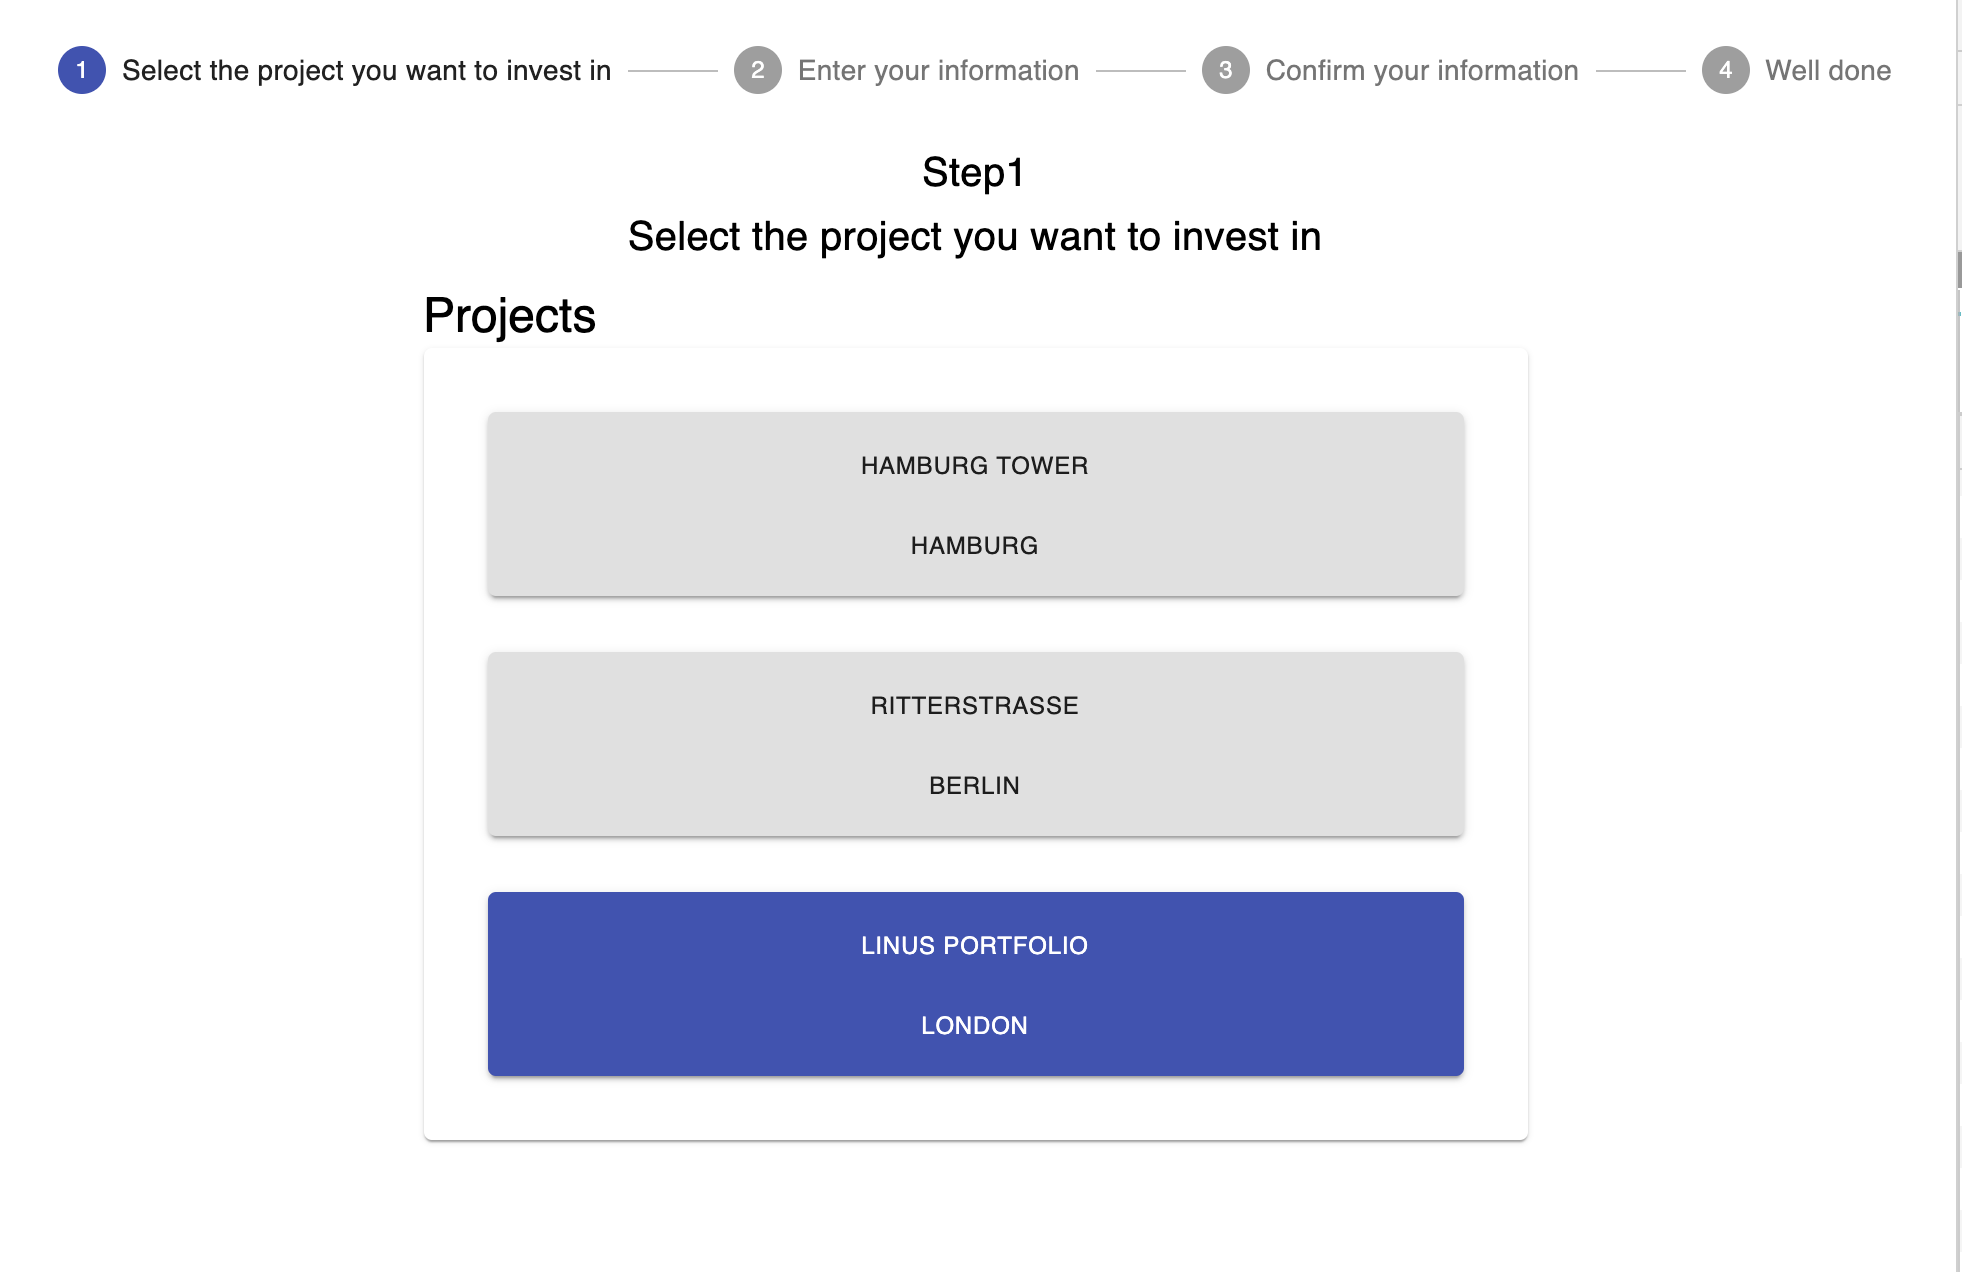 1 Select the project you want to invest in 2 Enter your information 3 Confirm your information 4 Well done
Step1
Select the project you want to invest in
Projects
HAMBURG TOWER
HAMBURG
RITTERSTRASSE
BERLIN
LINUS PORTFOLIO
LONDON